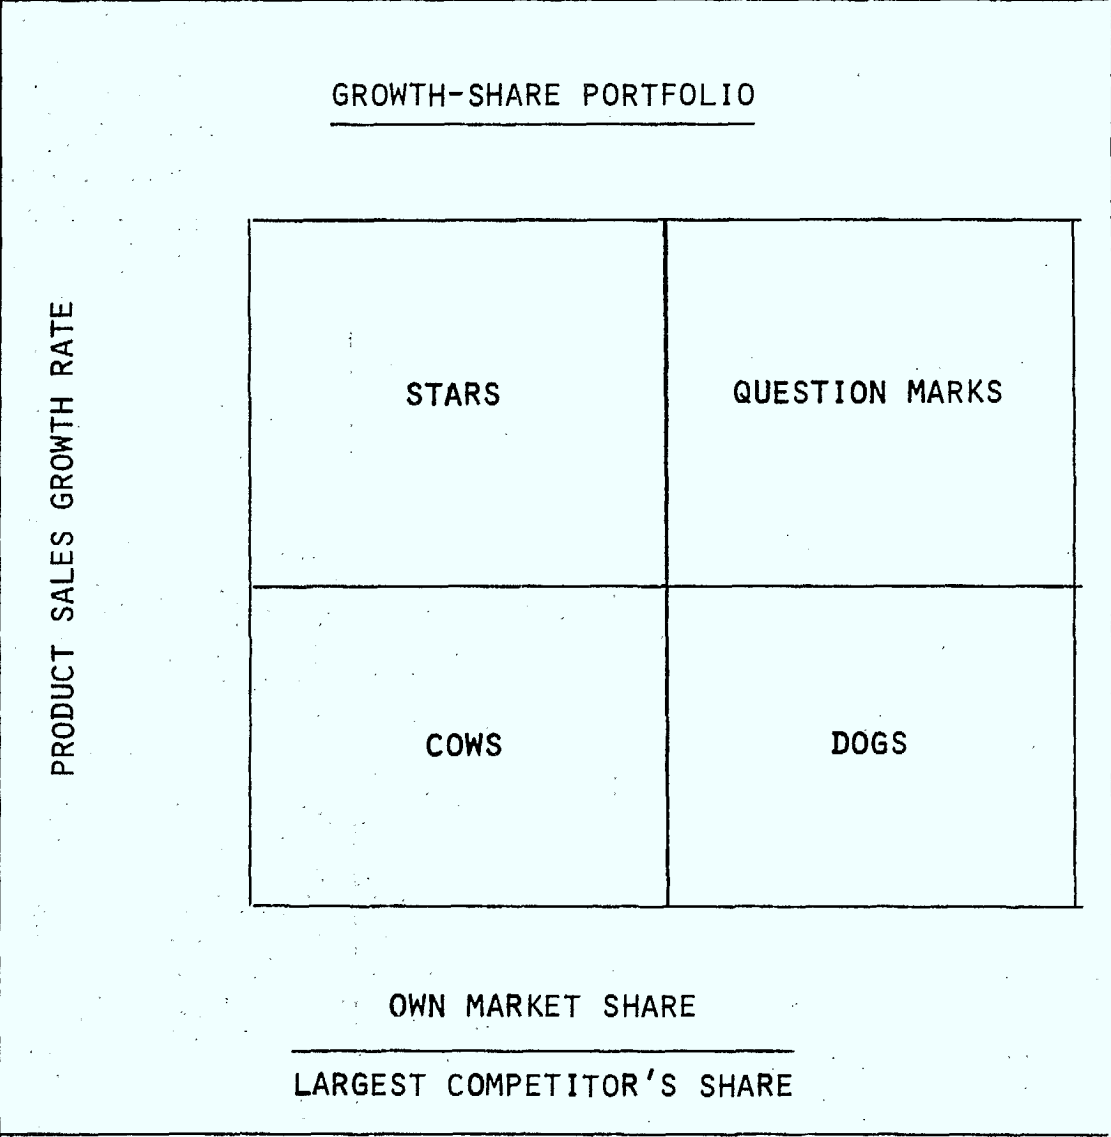 GROWTH-SHARE PORTFOLIO
PRODUCT SALES GROWTH RATE
STARS
QUESTION MARKS
COWS
DOGS
OWN MARKET SHARE
LARGEST COMPETITOR'S SHARE